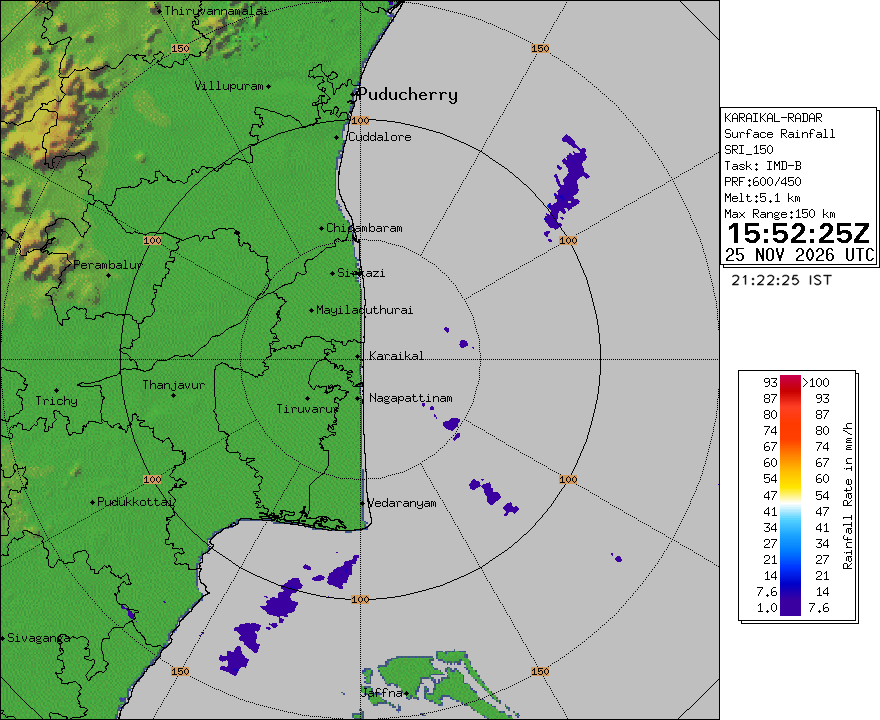 Thiruvannamalai
150
150
Villupuram
Puducherry
100
Cuddalore
Chidambaram
100
100
Perambalur
Sirkazi
Mayiladuthurai
Karaikal
Thanjavur
Trichy
Tiruvarur
Nagapattinam
100
100
Pudukkottai
Vedaranyam
100
Sivaganga
150
150
Jaffna
KARAIKAL-RADAR
Surface Rainfall
SRI_150
Task: IMD-B
PRF:600/450
Melt:5.1 km
Max Range:150 km
15:52:25Z
25 NOV 2026 UTC
21:22:25 IST
93 >100
87 93
80 87
74 80
67 74
60 67
54 60
47 54
41 47
34 41
27 34
21 27
14 21
7.6 14
1.0 7.6
Rainfall Rate in mm/h